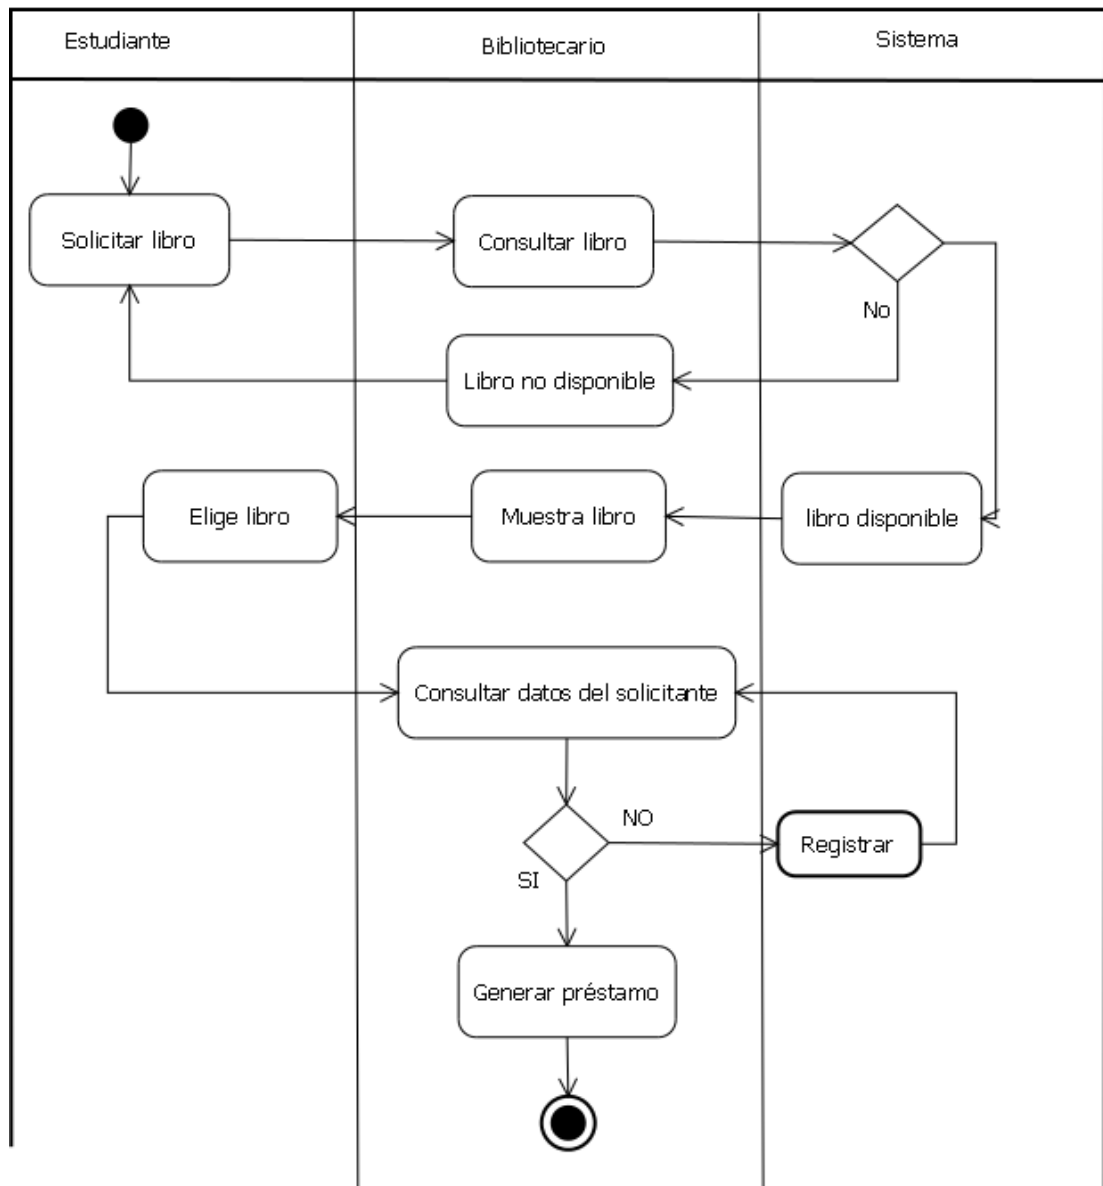 Estudiante
Bibliotecario
Sistema
Solicitar libro
Consultar libro
No
Libro no disponible
Elige libro
Muestra libro
libro disponible
Consultar datos del solicitante
NO
Registrar
SI
Generar préstamo